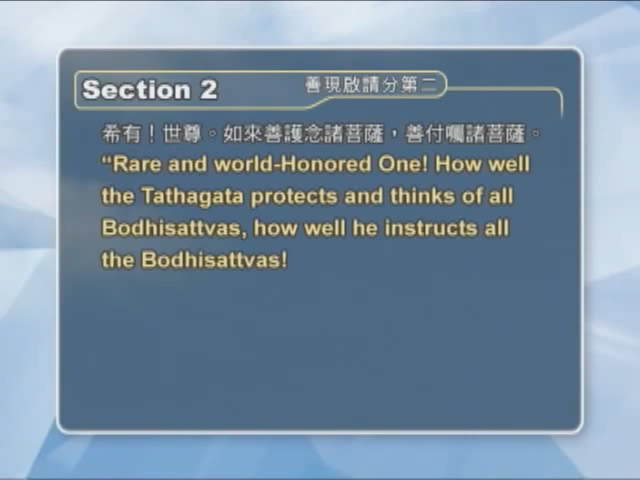 Section 2
善現啟請分第二
希有！世尊。如來善護念諸菩薩，善付囑諸菩薩。
“Rare and world-Honored One! How well
the Tathagata protects and thinks of all
Bodhisattvas, how well he instructs all
the Bodhisattvas!